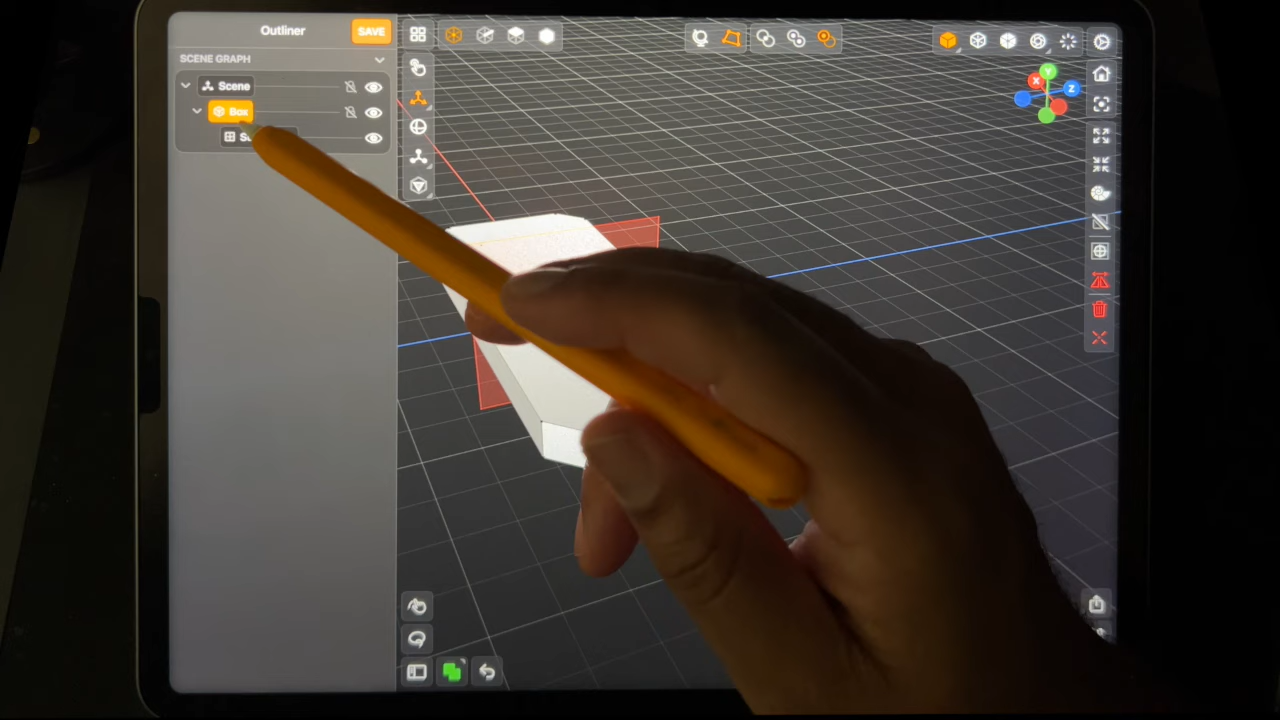 Outliner
SAVE
SCENE GRAPH
Scene
Box
Y
X
Z